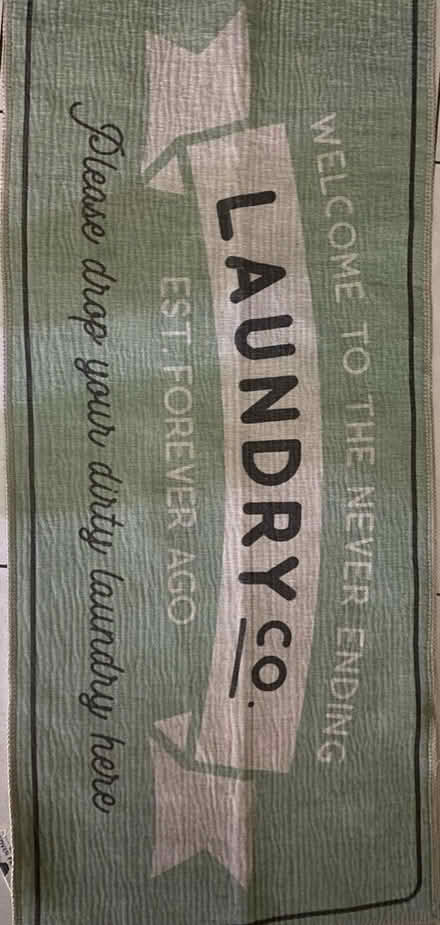 WELCOME TO THE NEVER ENDING
LAUNDRY CO.
EST. FOREVER AGO
Please drop your dirty laundry here